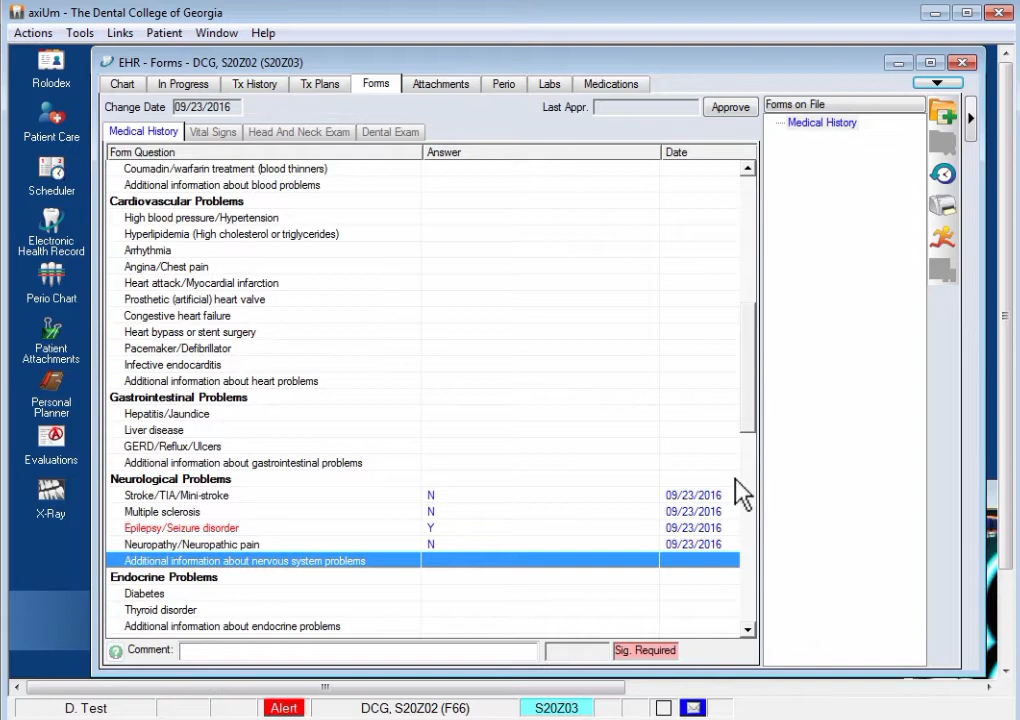 axiUm - The Dental College of Georgia
Actions Tools Links Patient Window Help
EHR - Forms - DCG, S20Z02 (S20Z03)
Chart In Progress Tx History Tx Plans Forms Attachments Perio Labs Medications
Change Date 09/23/2016 Last Appr. Approve
Medical History Vital Signs Head And Neck Exam Dental Exam
Form Question Answer Date
Coumadin/warfarin treatment (blood thinners)
Additional information about blood problems
Cardiovascular Problems
High blood pressure/Hypertension
Hyperlipidemia (High cholesterol or triglycerides)
Arrhythmia
Angina/Chest pain
Heart attack/Myocardial infarction
Prosthetic (artificial) heart valve
Congestive heart failure
Heart bypass or stent surgery
Pacemaker/Defibrillator
Infective endocarditis
Additional information about heart problems
Gastrointestinal Problems
Hepatitis/Jaundice
Liver disease
GERD/Reflux/Ulcers
Additional information about gastrointestinal problems
Neurological Problems
Stroke/TIA/Mini-stroke N 09/23/2016
Multiple sclerosis N 09/23/2016
Epilepsy/Seizure disorder Y 09/23/2016
Neuropathy/Neuropathic pain N 09/23/2016
Additional information about nervous system problems
Endocrine Problems
Diabetes
Thyroid disorder
Additional information about endocrine problems
Comment: Sig. Required
Forms on File
Medical History
Rolodex
Patient Care
Scheduler
Electronic
Health Record
Perio Chart
Patient
Attachments
Personal
Planner
Evaluations
X-Ray
D. Test Alert DCG, S20Z02 (F66) S20Z03